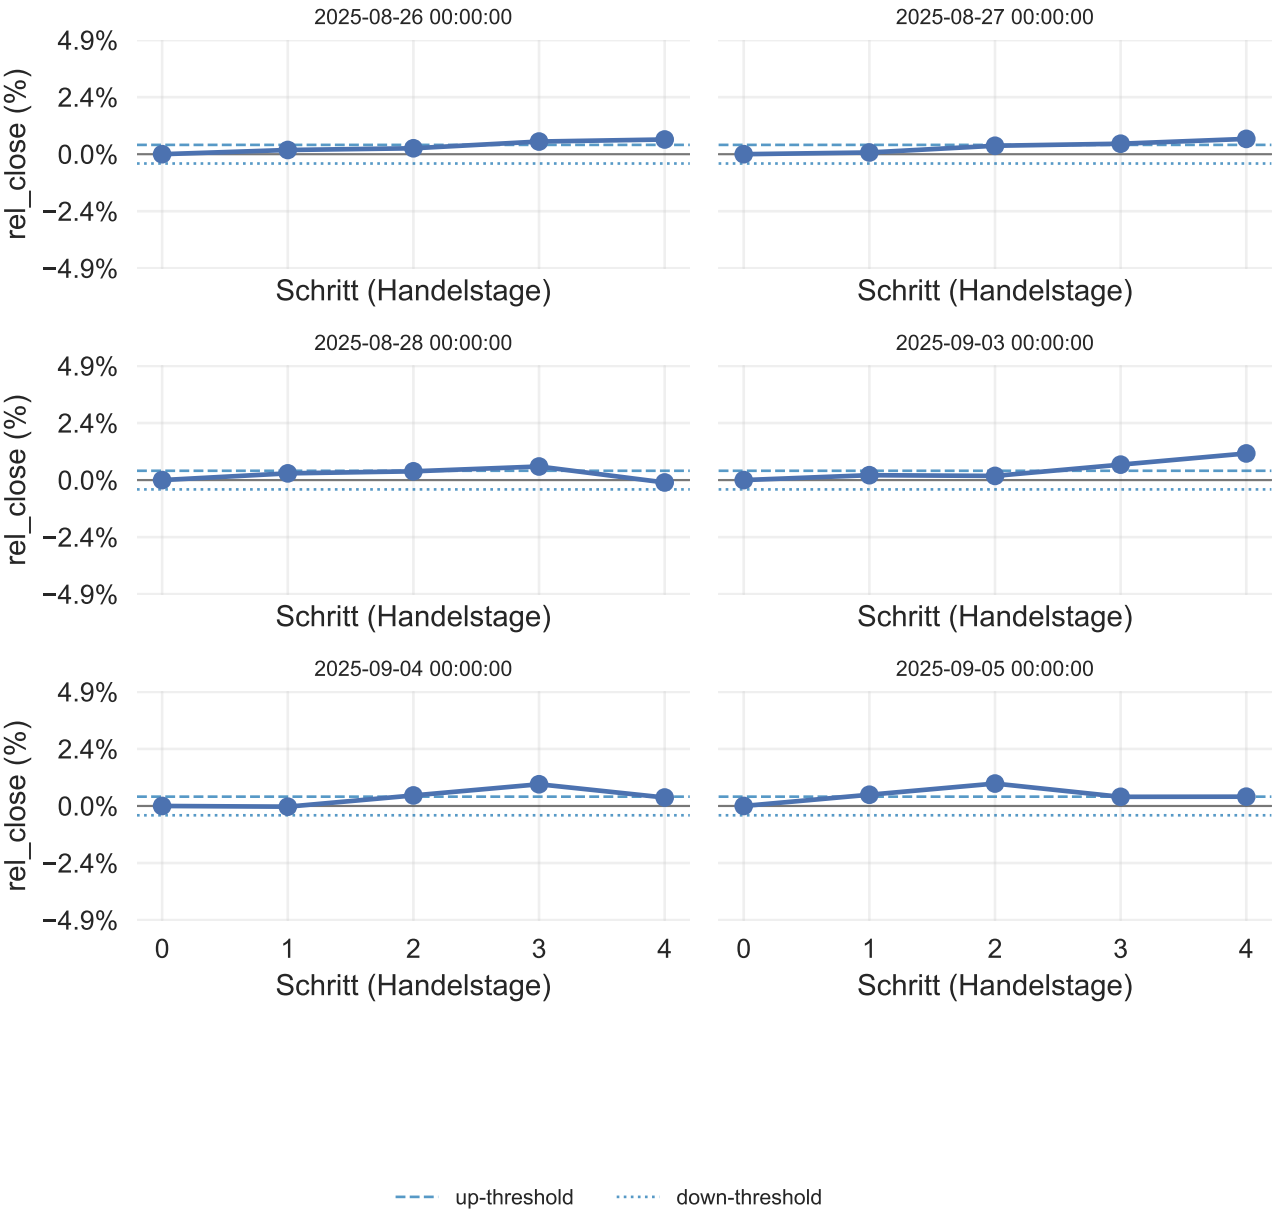 2025-08-26 00:00:00
2025-08-27 00:00:00
rel_close (%)
4.9%
2.4%
0.0%
−2.4%
−4.9%
Schritt (Handelstage)
Schritt (Handelstage)
2025-08-28 00:00:00
2025-09-03 00:00:00
rel_close (%)
4.9%
2.4%
0.0%
−2.4%
−4.9%
Schritt (Handelstage)
Schritt (Handelstage)
2025-09-04 00:00:00
2025-09-05 00:00:00
rel_close (%)
4.9%
2.4%
0.0%
−2.4%
−4.9%
0 1 2 3 4
0 1 2 3 4
Schritt (Handelstage)
Schritt (Handelstage)
up-threshold
down-threshold